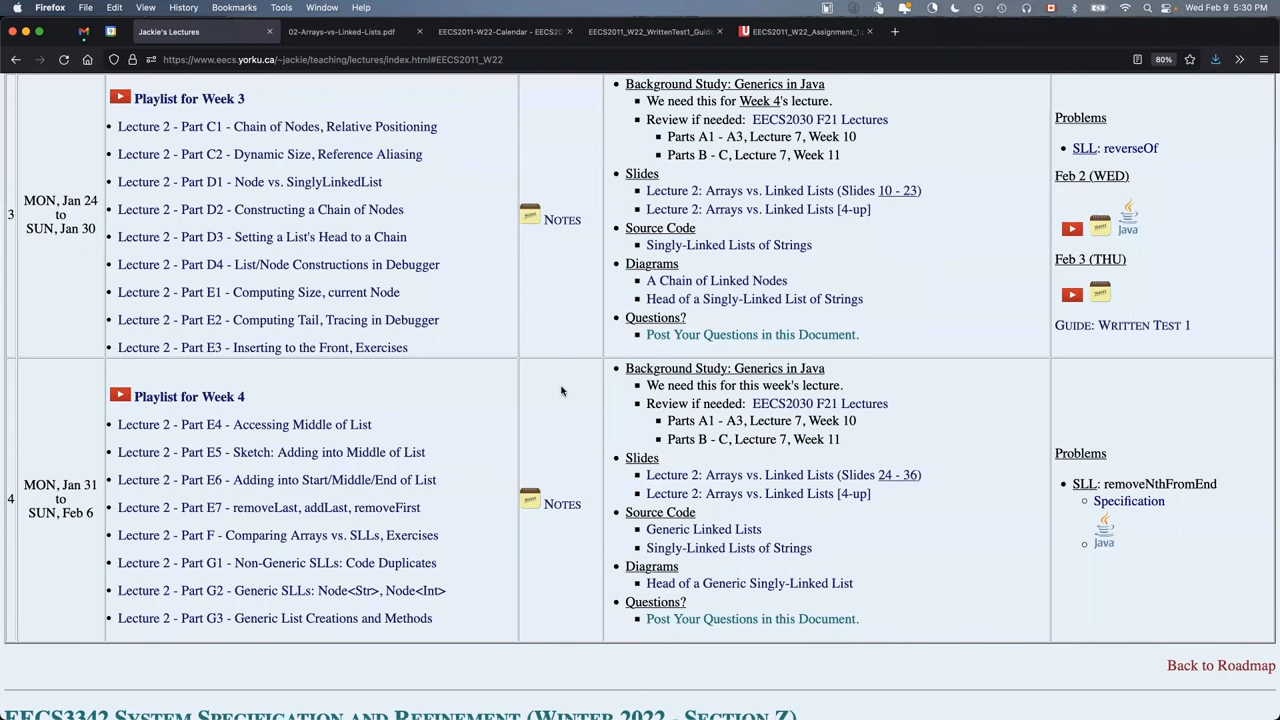 Firefox File Edit View History Bookmarks Tools Window Help
Wed Feb 9 5:30 PM
Jackie's Lectures
02-Arrays-vs-Linked-Lists.pdf
EECS2011-W22-Calendar - EECS20
EECS2011_W22_WrittenTest1_Guide
EECS2011_W22_Assignment_1
https://www.eecs.yorku.ca/~jackie/teaching/lectures/index.html#EECS2011_W22
80%
3
MON, Jan 24
to
SUN, Jan 30
Playlist for Week 3
• Lecture 2 - Part C1 - Chain of Nodes, Relative Positioning
• Lecture 2 - Part C2 - Dynamic Size, Reference Aliasing
• Lecture 2 - Part D1 - Node vs. SinglyLinkedList
• Lecture 2 - Part D2 - Constructing a Chain of Nodes
• Lecture 2 - Part D3 - Setting a List's Head to a Chain
• Lecture 2 - Part D4 - List/Node Constructions in Debugger
• Lecture 2 - Part E1 - Computing Size, current Node
• Lecture 2 - Part E2 - Computing Tail, Tracing in Debugger
• Lecture 2 - Part E3 - Inserting to the Front, Exercises
NOTES
• Background Study: Generics in Java
We need this for Week 4's lecture.
Review if needed: EECS2030 F21 Lectures
Parts A1 - A3, Lecture 7, Week 10
Parts B - C, Lecture 7, Week 11
• Slides
Lecture 2: Arrays vs. Linked Lists (Slides 10 - 23)
Lecture 2: Arrays vs. Linked Lists [4-up]
• Source Code
Singly-Linked Lists of Strings
• Diagrams
A Chain of Linked Nodes
Head of a Singly-Linked List of Strings
• Questions?
Post Your Questions in this Document.
Problems
• SLL: reverseOf
Feb 2 (WED)
Java
Feb 3 (THU)
GUIDE: WRITTEN TEST 1
4
MON, Jan 31
to
SUN, Feb 6
Playlist for Week 4
• Lecture 2 - Part E4 - Accessing Middle of List
• Lecture 2 - Part E5 - Sketch: Adding into Middle of List
• Lecture 2 - Part E6 - Adding into Start/Middle/End of List
• Lecture 2 - Part E7 - removeLast, addLast, removeFirst
• Lecture 2 - Part F - Comparing Arrays vs. SLLs, Exercises
• Lecture 2 - Part G1 - Non-Generic SLLs: Code Duplicates
• Lecture 2 - Part G2 - Generic SLLs: Node<Str>, Node<Int>
• Lecture 2 - Part G3 - Generic List Creations and Methods
NOTES
• Background Study: Generics in Java
We need this for this week's lecture.
Review if needed: EECS2030 F21 Lectures
Parts A1 - A3, Lecture 7, Week 10
Parts B - C, Lecture 7, Week 11
• Slides
Lecture 2: Arrays vs. Linked Lists (Slides 24 - 36)
Lecture 2: Arrays vs. Linked Lists [4-up]
• Source Code
Generic Linked Lists
Singly-Linked Lists of Strings
• Diagrams
Head of a Generic Singly-Linked List
• Questions?
Post Your Questions in this Document.
Problems
• SLL: removeNthFromEnd
Specification
Java
Back to Roadmap
EECS3342 SYSTEM SPECIFICATION AND REFINEMENT (WINTER 2022 - SECTION Z)